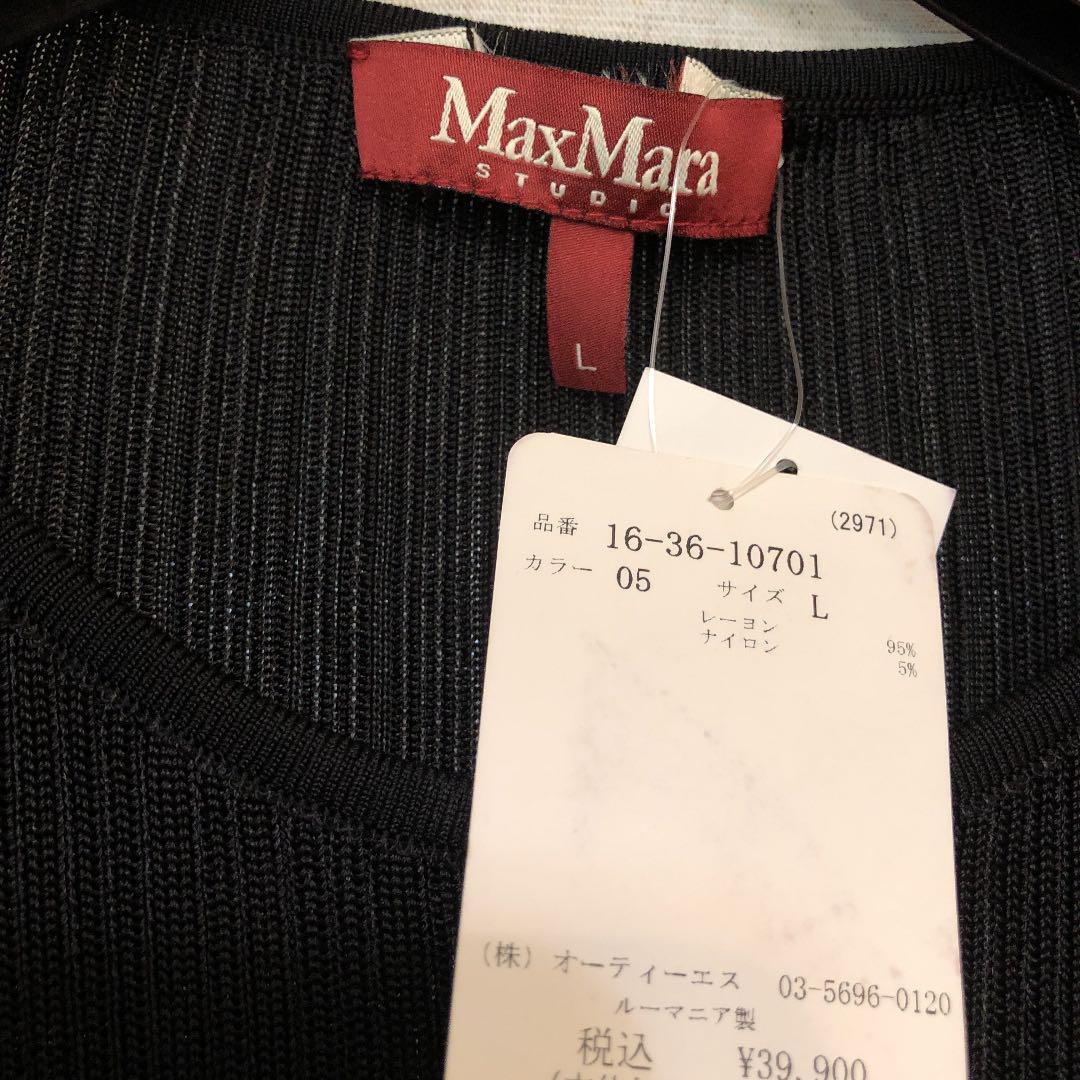 MaxMara
STUDIO
L
(2971)
品番 16-36-10701
カラー 05 サイズ L
レーヨン 95%
ナイロン 5%
(株) オーティーエス 03-5696-0120
ルーマニア製
税込 ¥39,900